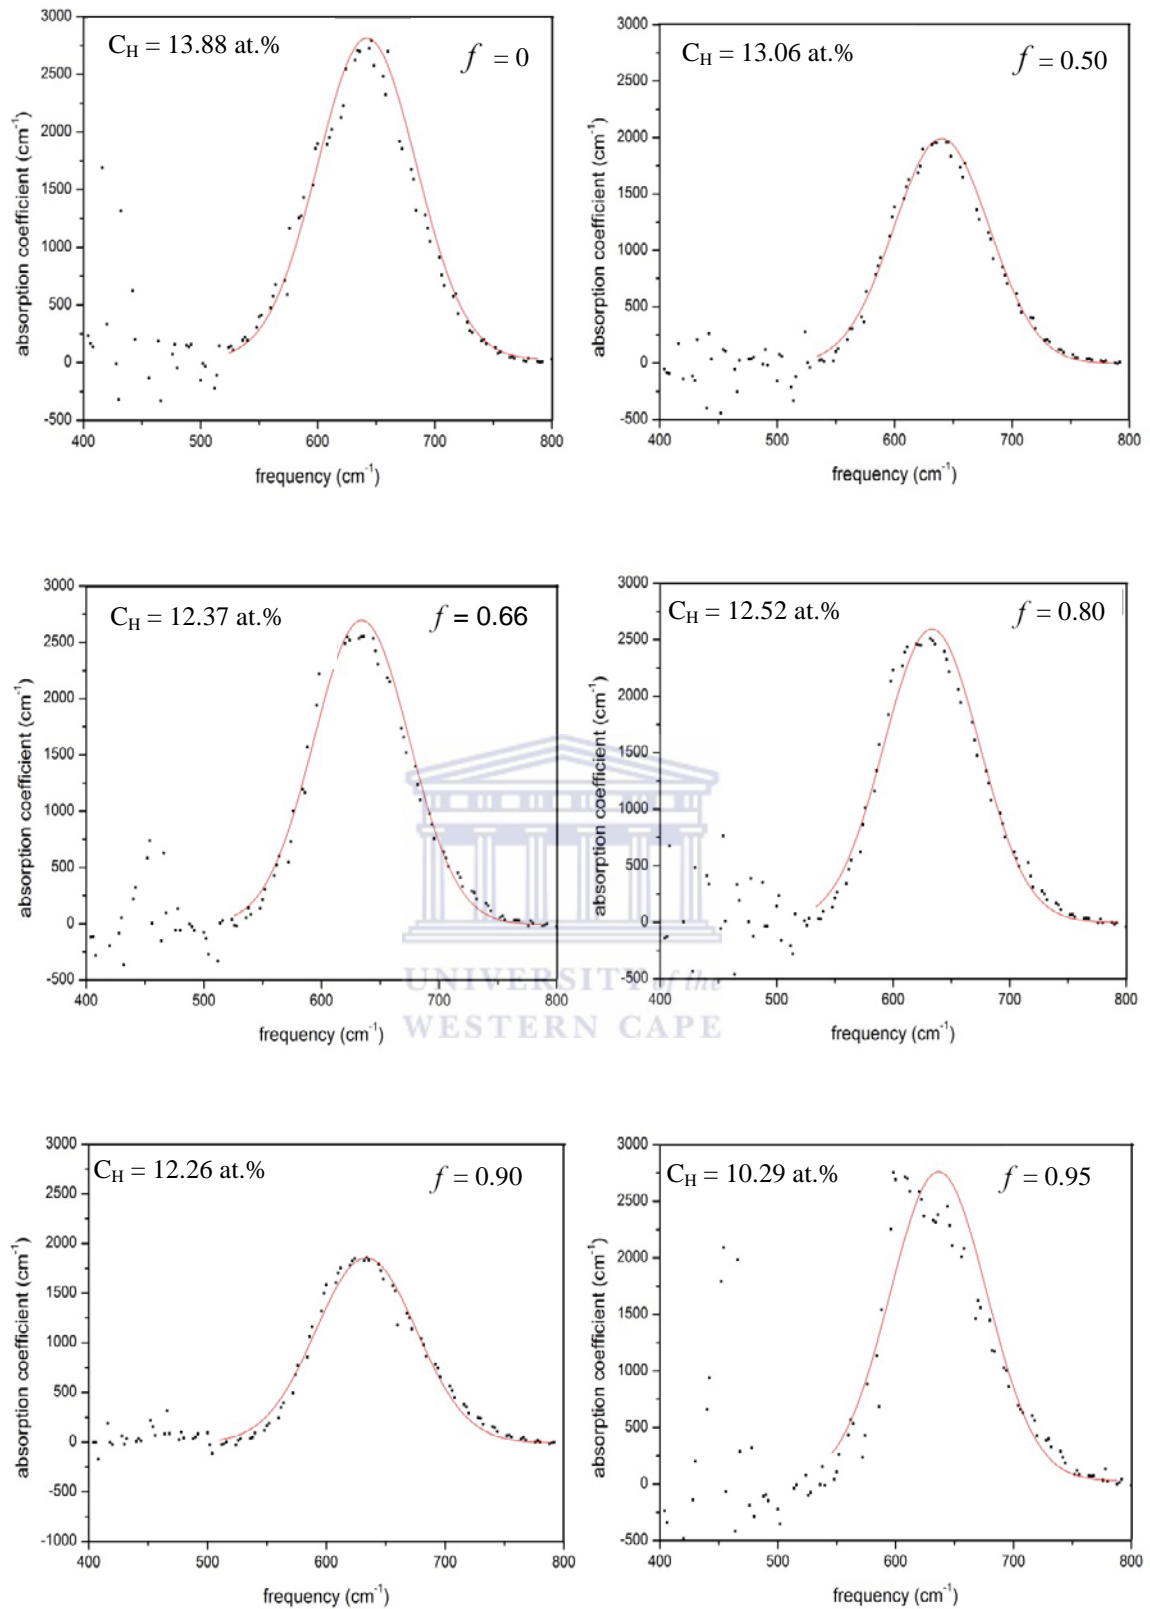 C_H = 13.88 at.%
f = 0
3000
2500
2000
1500
1000
500
0
-500
absorption coefficient (cm⁻¹)
400 500 600 700 800
frequency (cm⁻¹)
C_H = 13.06 at.%
f = 0.50
3000
2500
2000
1500
1000
500
0
-500
absorption coefficient (cm⁻¹)
400 500 600 700 800
frequency (cm⁻¹)
C_H = 12.37 at.%
f = 0.66
3000
2500
2000
1500
1000
500
0
-500
absorption coefficient (cm⁻¹)
400 500 600 700 800
frequency (cm⁻¹)
C_H = 12.52 at.%
f = 0.80
3000
2500
2000
1500
1000
500
0
-500
absorption coefficient (cm⁻¹)
400 500 600 700 800
frequency (cm⁻¹)
UNIVERSITY of the
WESTERN CAPE
C_H = 12.26 at.%
f = 0.90
3000
2500
2000
1500
1000
500
0
-500
-1000
absorption coefficient (cm⁻¹)
400 500 600 700 800
frequency (cm⁻¹)
C_H = 10.29 at.%
f = 0.95
3000
2500
2000
1500
1000
500
0
-500
absorption coefficient (cm⁻¹)
400 500 600 700 800
frequency (cm⁻¹)